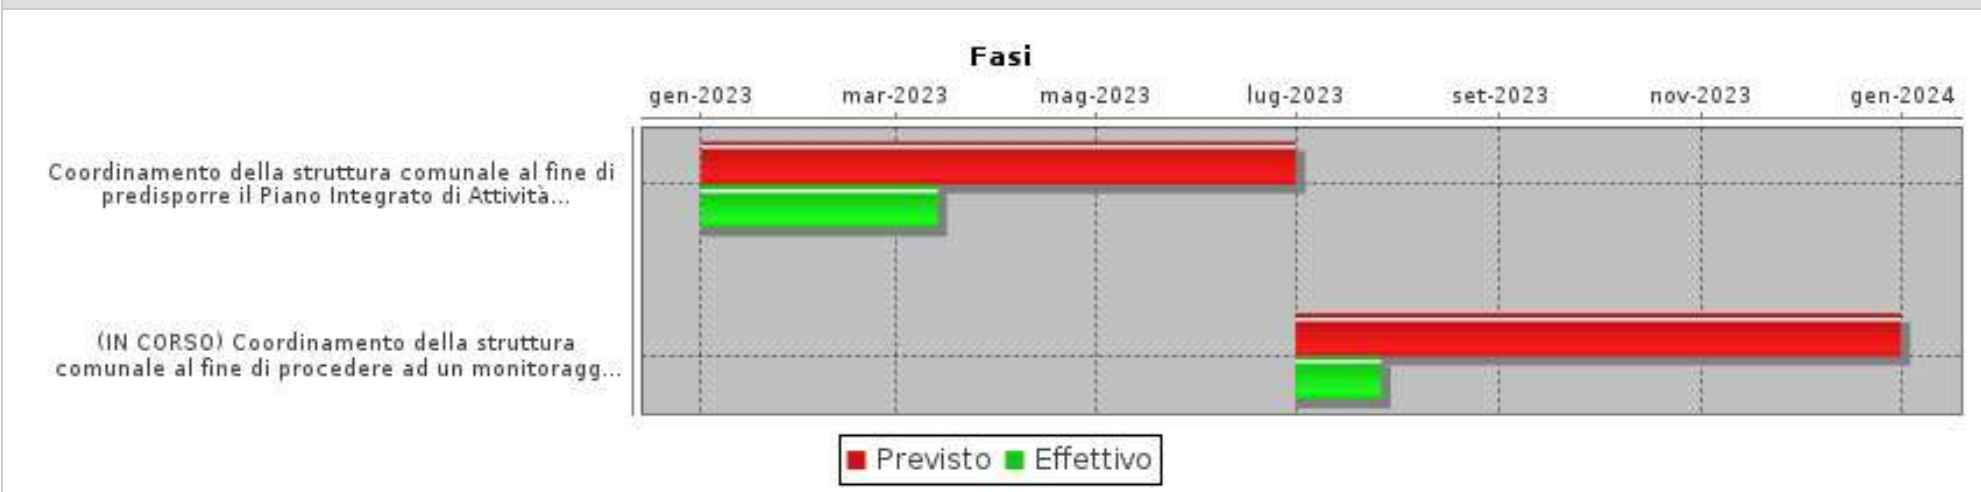 Fasi
gen-2023 mar-2023 mag-2023 lug-2023 set-2023 nov-2023 gen-2024
Coordinamento della struttura comunale al fine di
predisporre il Piano Integrato di Attività...
(IN CORSO) Coordinamento della struttura
comunale al fine di procedere ad un monitoragg...
Previsto Effettivo